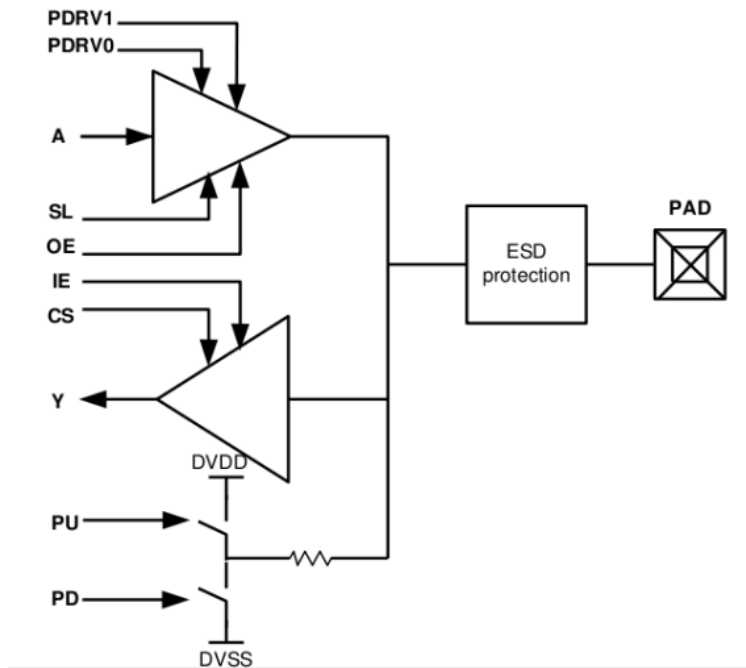 PDRV1
PDRV0
A
SL
OE
IE
CS
Y
PAD
ESD
protection
DVDD
PU
PD
DVSS